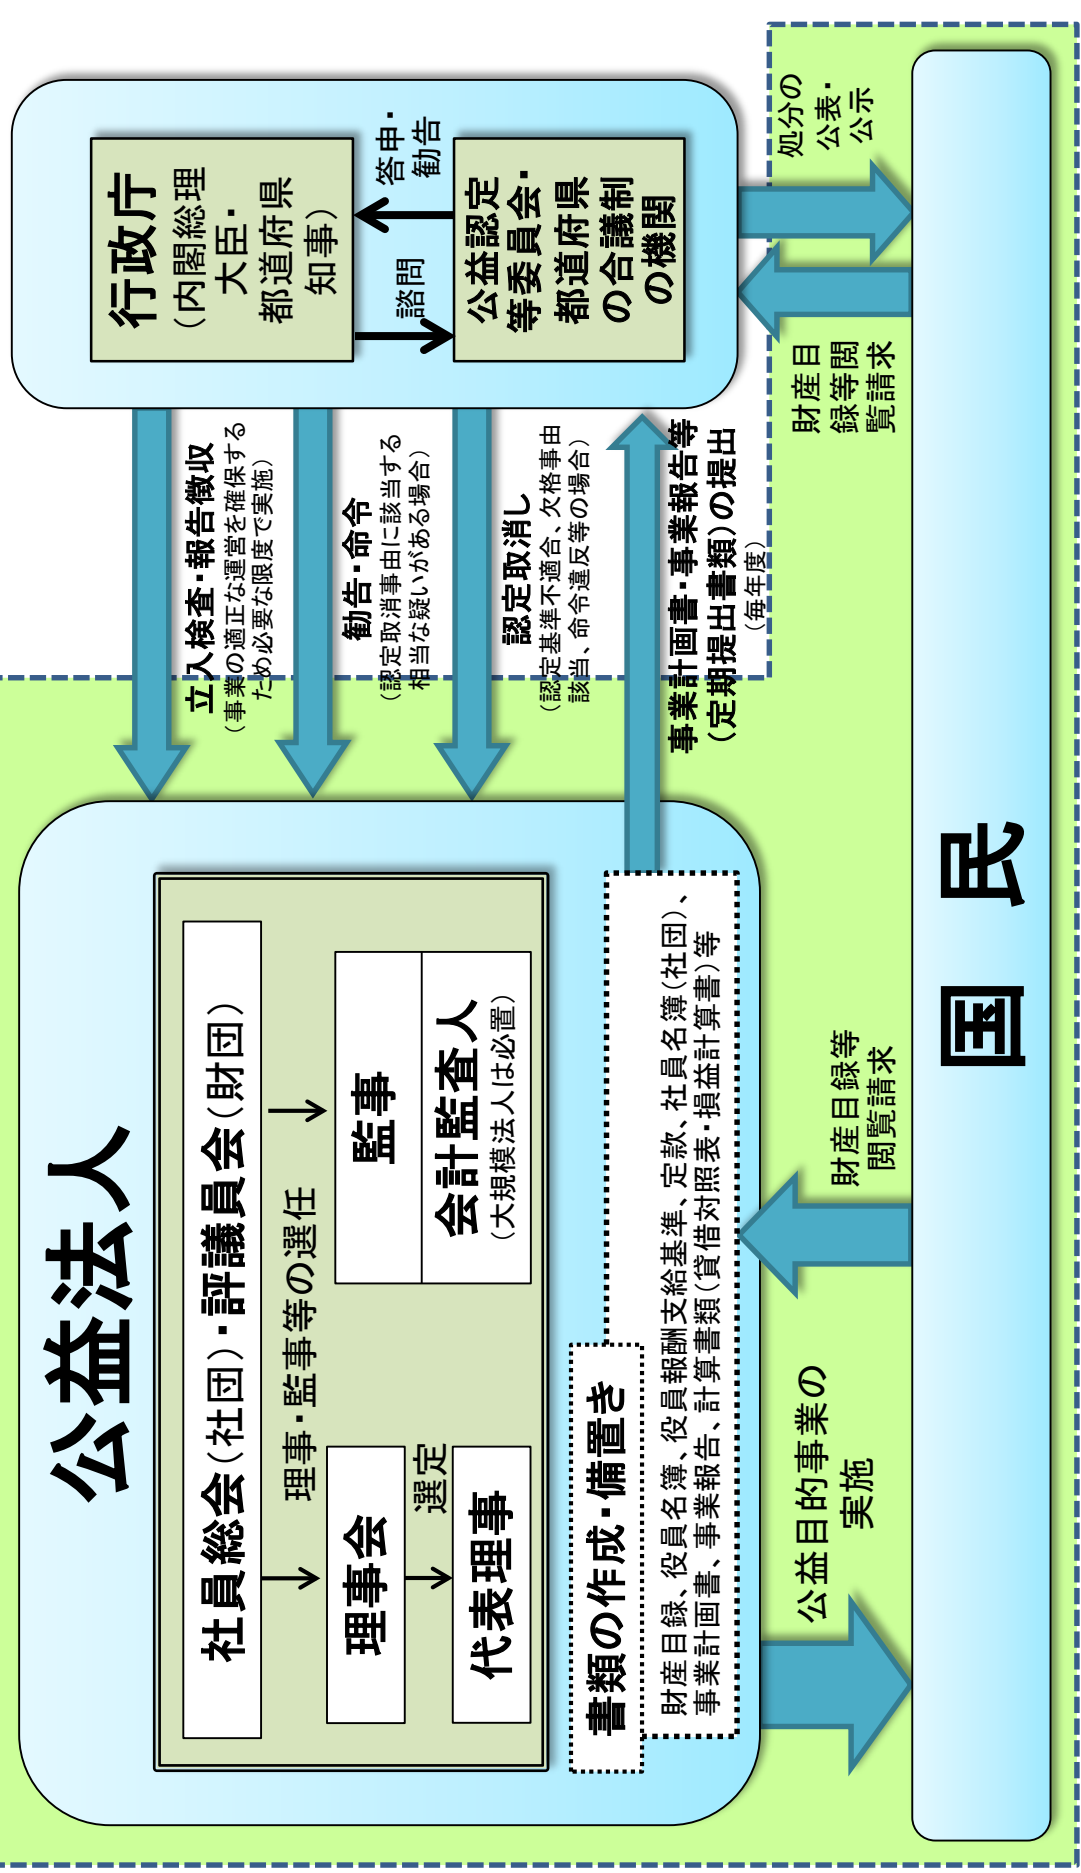 公益法人
社員総会(社団)・評議員会(財団)
理事・監事等の選任
理事会
選定
代表理事
監事
会計監査人
(大規模法人は必置)
書類の作成・備置き
財産目録、役員名簿、役員報酬支給基準、定款、社員名簿(社団)、
事業計画書、事業報告、計算書類(貸借対照表・損益計算書)等
立入検査・報告徴収
(事業の適正な運営を確保する
ため必要な限度で実施)
勧告・命令
(認定取消事由に該当する
相当な疑いがある場合)
認定取消し
(認定基準不適合、欠格事由
該当、命令違反等の場合)
事業計画書・事業報告等
(定期提出書類)の提出
(毎年度)
行政庁
(内閣総理
大臣・
都道府県
知事)
諮問
答申・
勧告
公益認定
等委員会・
都道府県
の合議制
の機関
公益目的事業の
実施
財産目録等
閲覧請求
財産目
録等閲
覧請求
処分の
公表・
公示
国民